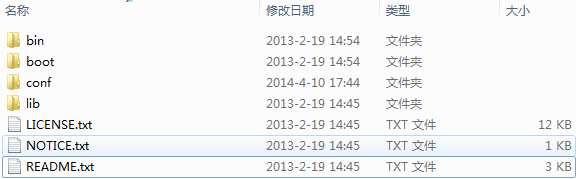 名称 修改日期 类型 大小
bin 2013-2-19 14:54 文件夹
boot 2013-2-19 14:54 文件夹
conf 2014-4-10 17:44 文件夹
lib 2013-2-19 14:45 文件夹
LICENSE.txt 2013-2-19 14:45 TXT 文件 12 KB
NOTICE.txt 2013-2-19 14:45 TXT 文件 1 KB
README.txt 2013-2-19 14:45 TXT 文件 3 KB